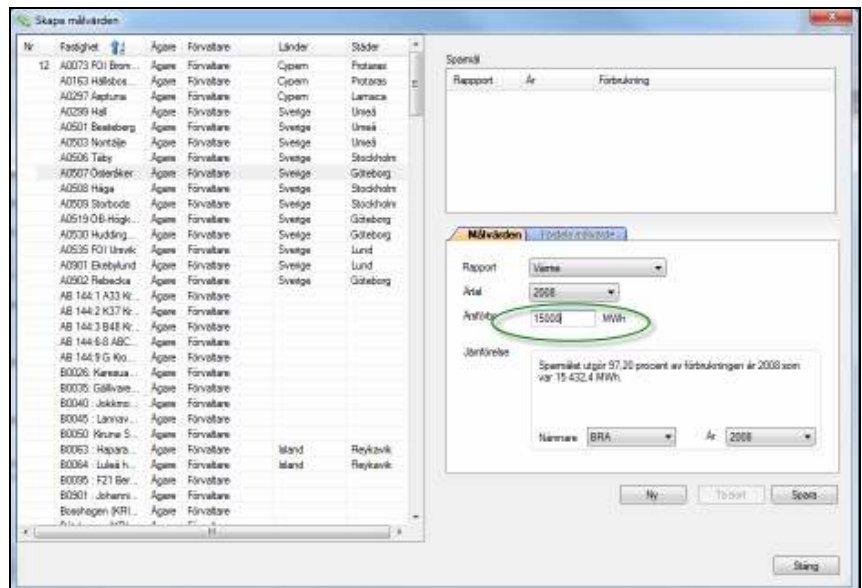 Skapa målvärden
Nr Fastighet Ägare Förvaltare Länder Städer
12 A0073 FOI Brom... Ägare Förvaltare Cypern Protaras
A0163 Hällsbos... Ägare Förvaltare Cypern Protaras
A0297 Ägare Förvaltare Cypern Larnaca
A0299 Hall Ägare Förvaltare Sverige Umeå
A0501 Beateberg Ägare Förvaltare Sverige Umeå
A0503 Norrtälje Ägare Förvaltare Sverige Umeå
A0506 Täby Ägare Förvaltare Sverige Stockholm
A0507 Österåker Ägare Förvaltare Sverige Göteborg
A0508 Håga Ägare Förvaltare Sverige Stockholm
A0509 Storboda Ägare Förvaltare Sverige Stockholm
A0519 OB-Högk... Ägare Förvaltare Sverige Göteborg
A0530 Hudding... Ägare Förvaltare Sverige Göteborg
A0535 FOI Ursvik Ägare Förvaltare Sverige Lund
A0901 Ekebylund Ägare Förvaltare Sverige Lund
A0902 Rebecka Ägare Förvaltare Sverige Göteborg
AB 144:1 A33 Kr... Ägare Förvaltare
AB 144:2 K37 Kr... Ägare Förvaltare
AB 144:3 B48 Kr... Ägare Förvaltare
AB 144:6-8 ABC... Ägare Förvaltare
AB 144:9 G Kro... Ägare Förvaltare
B0026: Karesua... Ägare Förvaltare
B0035: Gällivare... Ägare Förvaltare
B0040 : Jokkmo... Ägare Förvaltare
B0045 : Lannav... Ägare Förvaltare
B0050 Kiruna S... Ägare Förvaltare
B0063 : Hapara... Ägare Förvaltare Island Reykavik
B0064 : Luleå h... Ägare Förvaltare Island Reykavik
B0095 : F21 Ber... Ägare Förvaltare
B0901 : Johanni... Ägare Förvaltare
Bosshagen (KRI... Ägare Förvaltare
Sparmål
Rappport År Förbrukning
Målvärden Fördela målvärde...
Rapport Värme
Årtal 2008
Årsförbr 15000 MWh
Jämförelse
Sparmålet utgör 97,20 procent av förbrukningen år 2008 som
var 15 432,4 MWh.
Nämnare BRA År 2008
Ny Ta bort Spara
Stäng